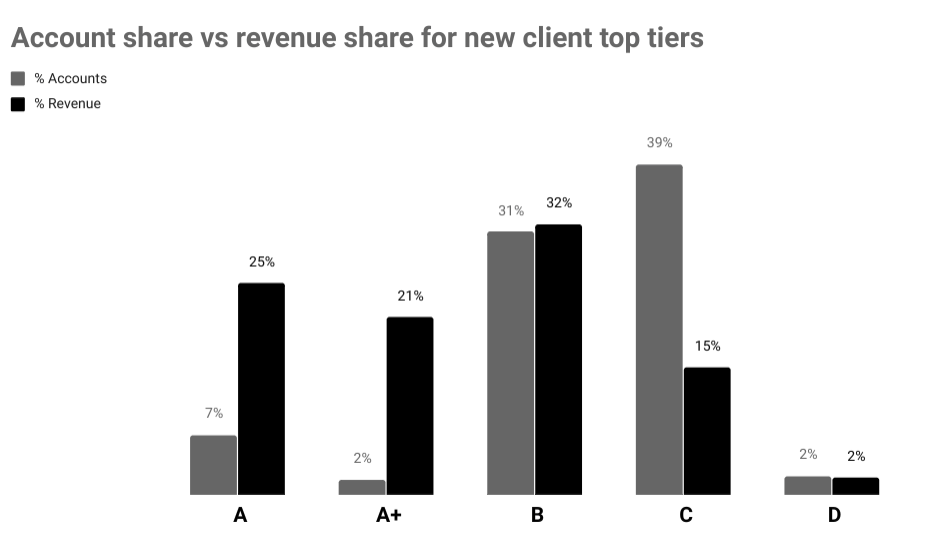 Account share vs revenue share for new client top tiers
% Accounts
% Revenue
39%
31% 32%
25%
21%
15%
7%
2%
2% 2%
A A+ B C D